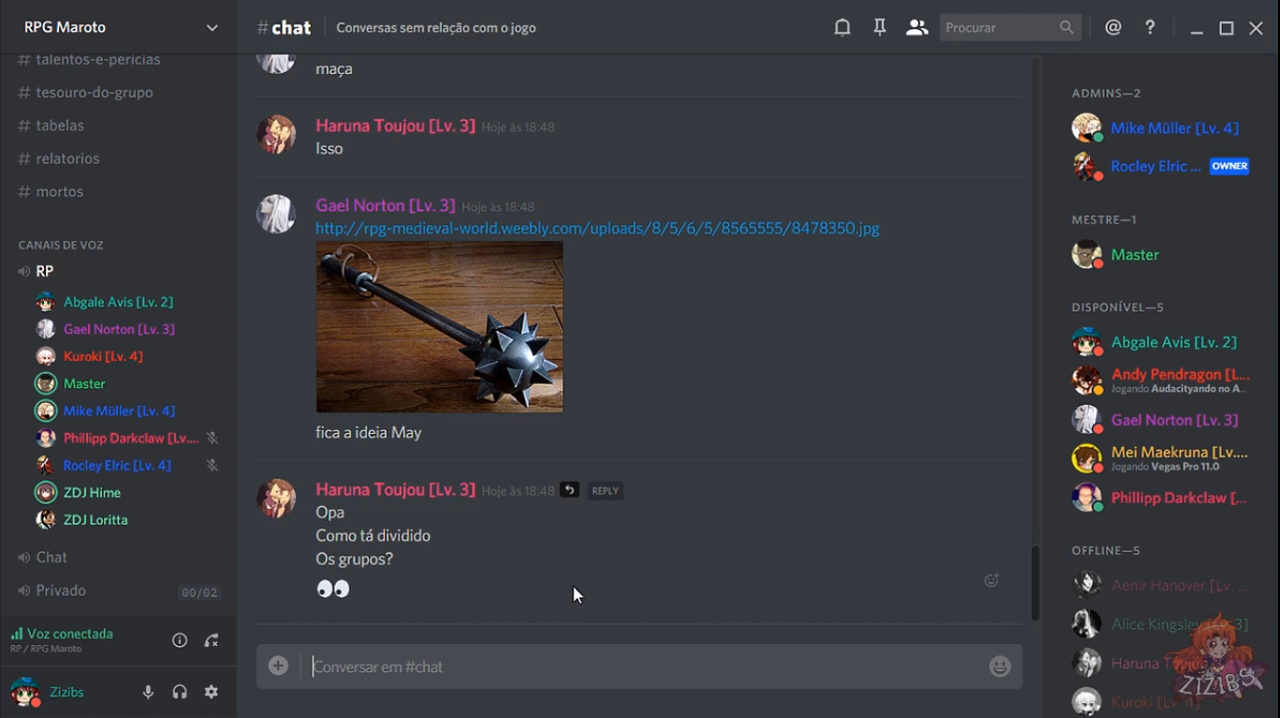 RPG Maroto
# talentos-e-pericias
# tesouro-do-grupo
# tabelas
# relatorios
# mortos
CANAIS DE VOZ
RP
Abgale Avis [Lv. 2]
Gael Norton [Lv. 3]
Kuroki [Lv. 4]
Master
Mike Müller [Lv. 4]
Phillipp Darkclaw [Lv....
Rocley Elric [Lv. 4]
ZDJ Hime
ZDJ Loritta
Chat
Privado 00/02
Voz conectada
RP / RPG Maroto
Zizibs
#chat Conversas sem relação com o jogo
Procurar
maça
Haruna Toujou [Lv. 3] Hoje às 18:48
Isso
Gael Norton [Lv. 3] Hoje às 18:48
http://rpg-medieval-world.weebly.com/uploads/8/5/6/5/8565555/8478350.jpg
fica a ideia May
Haruna Toujou [Lv. 3] Hoje às 18:48 REPLY
Opa
Como tá dividido
Os grupos?
Conversar em #chat
ADMINS—2
Mike Müller [Lv. 4]
Rocley Elric ... OWNER
MESTRE—1
Master
DISPONÍVEL—5
Abgale Avis [Lv. 2]
Andy Pendragon [L...
Jogando Audacityando no A...
Gael Norton [Lv. 3]
Mei Maekruna [Lv....
Jogando Vegas Pro 11.0
Phillipp Darkclaw [...
OFFLINE—5
Aenir Hanover [Lv. ...
Alice Kingsley [Lv. 3]
Haruna
Kuroki [Lv. 4]
ZIZIBS